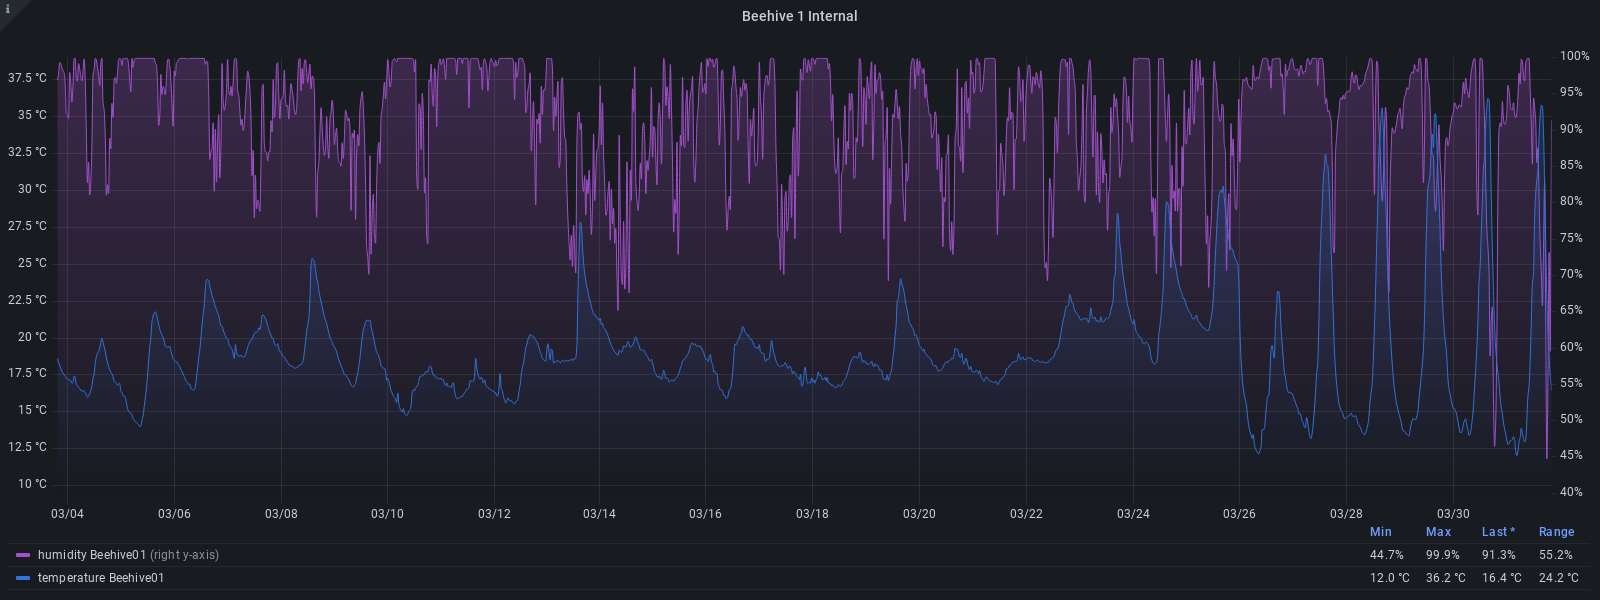 i
Beehive 1 Internal
37.5 °C
35 °C
32.5 °C
30 °C
27.5 °C
25 °C
22.5 °C
20 °C
17.5 °C
15 °C
12.5 °C
10 °C
100%
95%
90%
85%
80%
75%
70%
65%
60%
55%
50%
45%
40%
03/04 03/06 03/08 03/10 03/12 03/14 03/16 03/18 03/20 03/22 03/24 03/26 03/28 03/30
Min Max Last * Range
humidity Beehive01 (right y-axis) 44.7% 99.9% 91.3% 55.2%
temperature Beehive01 12.0 °C 36.2 °C 16.4 °C 24.2 °C